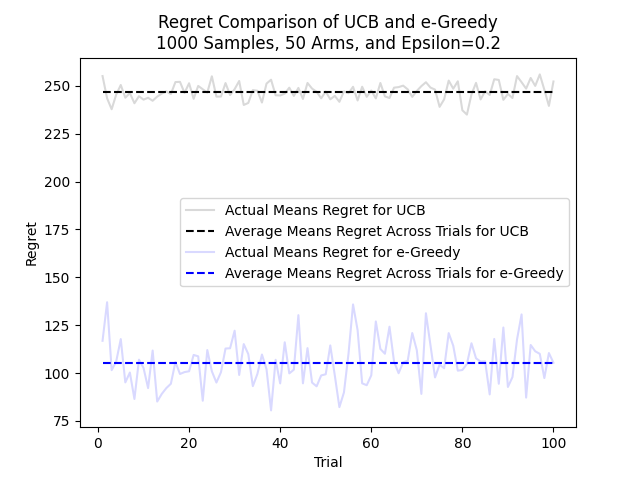 Regret Comparison of UCB and e-Greedy
1000 Samples, 50 Arms, and Epsilon=0.2
250
225
200
175
150
125
100
75
Regret
Actual Means Regret for UCB
Average Means Regret Across Trials for UCB
Actual Means Regret for e-Greedy
Average Means Regret Across Trials for e-Greedy
0 20 40 60 80 100
Trial